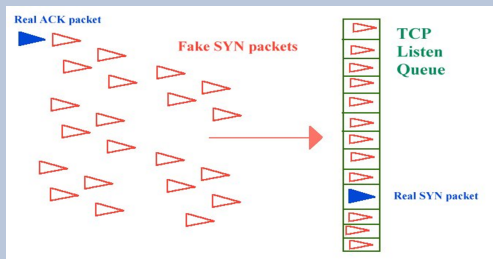 Real ACK packet
Fake SYN packets
TCP
Listen
Queue
Real SYN packet